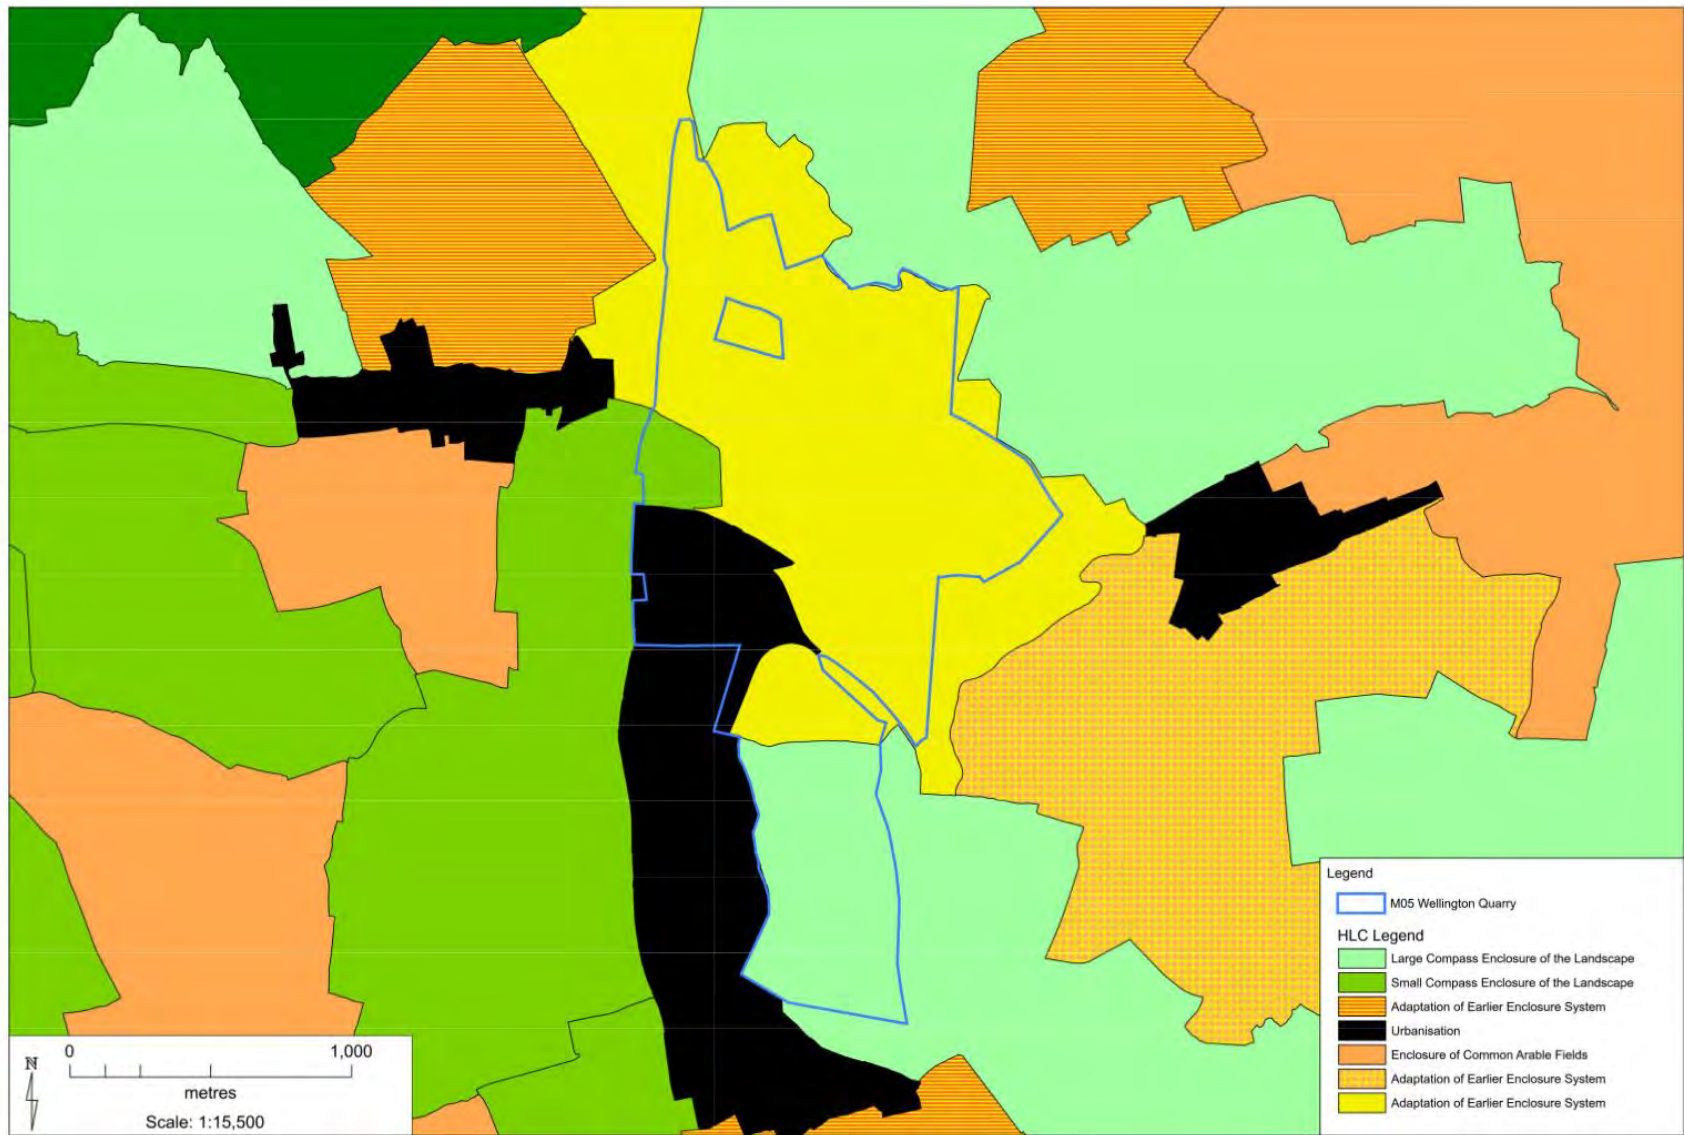 Legend
M05 Wellington Quarry
HLC Legend
Large Compass Enclosure of the Landscape
Small Compass Enclosure of the Landscape
Adaptation of Earlier Enclosure System
Urbanisation
Enclosure of Common Arable Fields
Adaptation of Earlier Enclosure System
Adaptation of Earlier Enclosure System
0 1,000
N
metres
Scale: 1:15,500